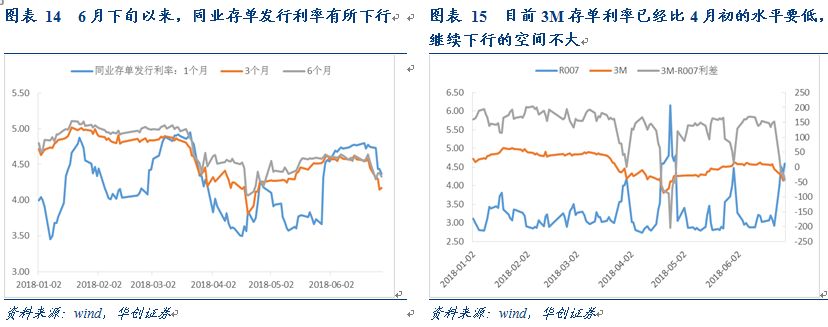 图表 14 6 月下旬以来，同业存单发行利率有所下行
同业存单发行利率：1个月 3个月 6个月
5.50
5.00
4.50
4.00
3.50
3.00
2018-01-02 2018-02-02 2018-03-02 2018-04-02 2018-05-02 2018-06-02
资料来源：wind，华创证券
图表 15 目前 3M 存单利率已经比 4 月初的水平要低，
继续下行的空间不大
R007 3M 3M-R007利差
6.50 200
6.00 150
5.50 100
5.00 50
4.50 0
4.00 -50
3.50 -100
3.00 -150
2.50 -200
-250
2018-01-02 2018-02-02 2018-03-02 2018-04-02 2018-05-02 2018-06-02
资料来源：wind，华创证券